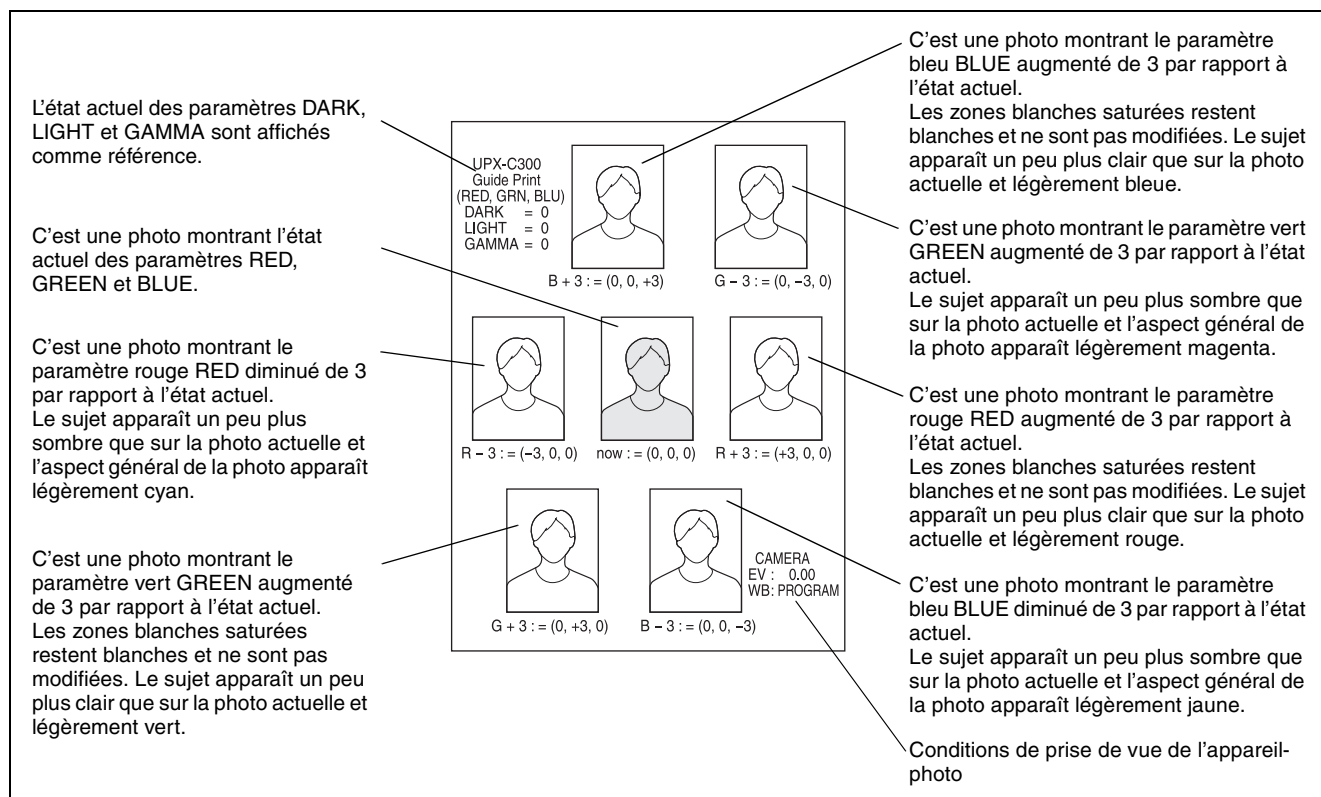 L'état actuel des paramètres DARK,
LIGHT et GAMMA sont affichés
comme référence.
C'est une photo montrant l'état
actuel des paramètres RED,
GREEN et BLUE.
C'est une photo montrant le
paramètre rouge RED diminué de 3
par rapport à l'état actuel.
Le sujet apparaît un peu plus
sombre que sur la photo actuelle et
l'aspect général de la photo apparaît
légèrement cyan.
C'est une photo montrant le
paramètre vert GREEN augmenté
de 3 par rapport à l'état actuel.
Les zones blanches saturées
restent blanches et ne sont pas
modifiées. Le sujet apparaît un peu
plus clair que sur la photo actuelle et
légèrement vert.
UPX-C300
Guide Print
(RED, GRN, BLU)
DARK = 0
LIGHT = 0
GAMMA = 0
B + 3 : = (0, 0, +3)
G – 3 : = (0, –3, 0)
R – 3 : = (–3, 0, 0)
now : = (0, 0, 0)
R + 3 : = (+3, 0, 0)
G + 3 : = (0, +3, 0)
B – 3 : = (0, 0, –3)
CAMERA
EV : 0.00
WB: PROGRAM
C'est une photo montrant le paramètre
bleu BLUE augmenté de 3 par rapport à
l'état actuel.
Les zones blanches saturées restent
blanches et ne sont pas modifiées. Le sujet
apparaît un peu plus clair que sur la photo
actuelle et légèrement bleue.
C'est une photo montrant le paramètre vert
GREEN augmenté de 3 par rapport à l'état
actuel.
Le sujet apparaît un peu plus sombre que
sur la photo actuelle et l'aspect général de
la photo apparaît légèrement magenta.
C'est une photo montrant le paramètre
rouge RED augmenté de 3 par rapport à
l'état actuel.
Les zones blanches saturées restent
blanches et ne sont pas modifiées. Le sujet
apparaît un peu plus clair que sur la photo
actuelle et légèrement rouge.
C'est une photo montrant le paramètre
bleu BLUE diminué de 3 par rapport à l'état
actuel.
Le sujet apparaît un peu plus sombre que
sur la photo actuelle et l'aspect général de
la photo apparaît légèrement jaune.
Conditions de prise de vue de l'appareil-
photo